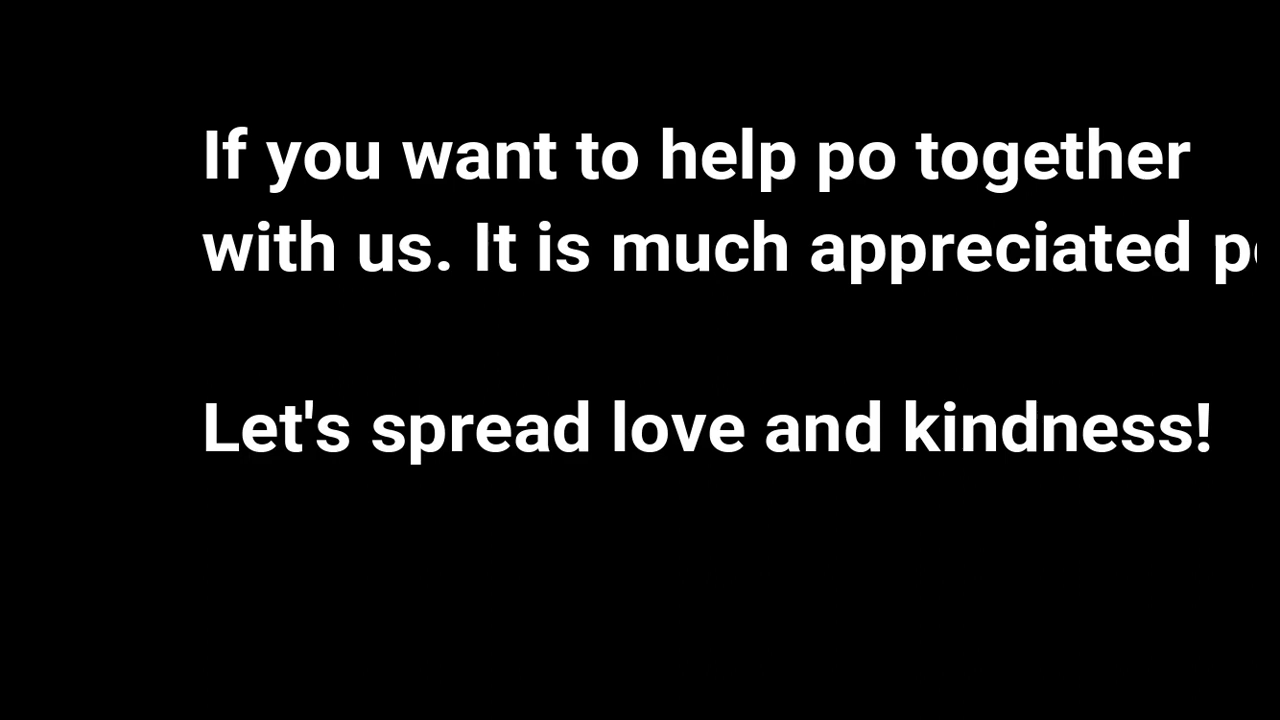 If you want to help po together
with us. It is much appreciated
Let's spread love and kindness!